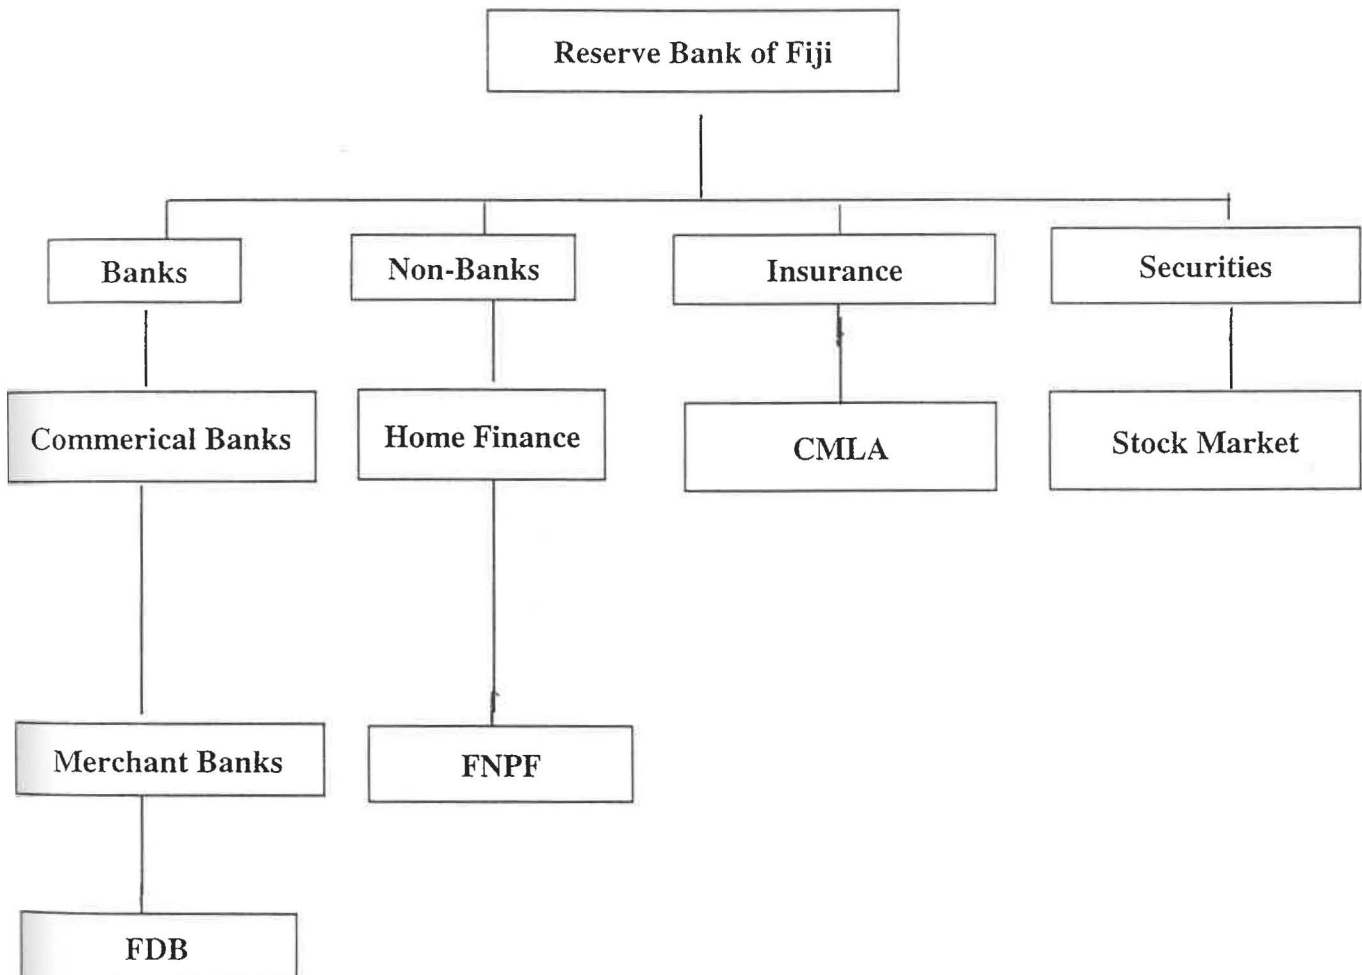 Reserve Bank of Fiji
Banks
Non-Banks
Insurance
Securities
Commerical Banks
Home Finance
CMLA
Stock Market
Merchant Banks
FNPF
FDB